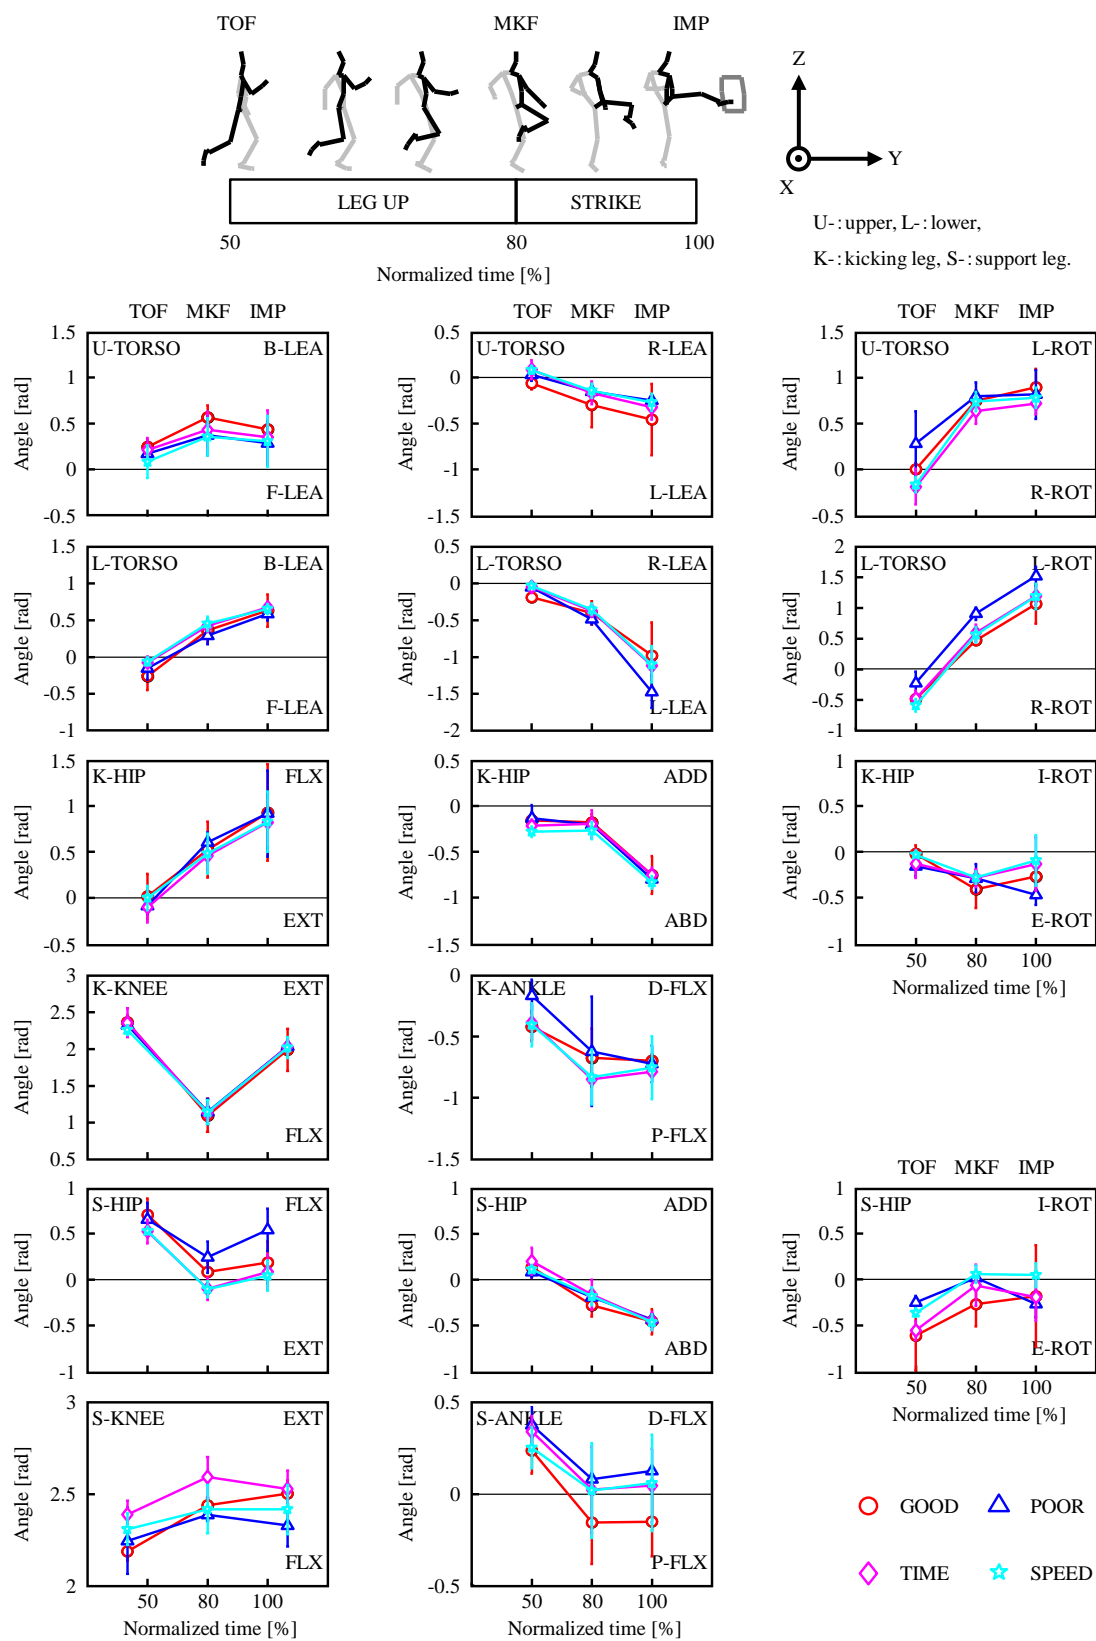 TOF MKF IMP
Z
Y
X
LEG UP STRIKE
50 80 100
Normalized time [%]
U-: upper, L-: lower,
K-: kicking leg, S-: support leg.
TOF MKF IMP
1.5
U-TORSO B-LEA
1
0.5
0
F-LEA
-0.5
Angle [rad]
TOF MKF IMP
0.5
U-TORSO R-LEA
0
-0.5
-1
L-LEA
-1.5
Angle [rad]
TOF MKF IMP
1.5
U-TORSO L-ROT
1
0.5
0
R-ROT
-0.5
Angle [rad]
1.5
L-TORSO B-LEA
1
0.5
0
-0.5
F-LEA
-1
Angle [rad]
0.5
L-TORSO R-LEA
0
-0.5
-1
-1.5
L-LEA
-2
Angle [rad]
2
L-TORSO L-ROT
1.5
1
0.5
0
-0.5
R-ROT
-1
Angle [rad]
1.5
K-HIP FLX
1
0.5
0
EXT
-0.5
Angle [rad]
0.5
K-HIP ADD
0
-0.5
-1
ABD
-1.5
Angle [rad]
1
K-HIP I-ROT
0.5
0
-0.5
E-ROT
-1
Angle [rad]
50 80 100
Normalized time [%]
3
K-KNEE EXT
2.5
2
1.5
1
FLX
0.5
Angle [rad]
0
K-ANKLE D-FLX
-0.5
-1
P-FLX
-1.5
Angle [rad]
1
S-HIP FLX
0.5
0
-0.5
EXT
-1
Angle [rad]
1
S-HIP ADD
0.5
0
-0.5
ABD
-1
Angle [rad]
TOF MKF IMP
1
S-HIP I-ROT
0.5
0
-0.5
E-ROT
-1
Angle [rad]
50 80 100
Normalized time [%]
3
S-KNEE EXT
2.5
FLX
2
Angle [rad]
50 80 100
Normalized time [%]
0.5
S-ANKLE D-FLX
0
P-FLX
-0.5
Angle [rad]
50 80 100
Normalized time [%]
GOOD POOR
TIME SPEED